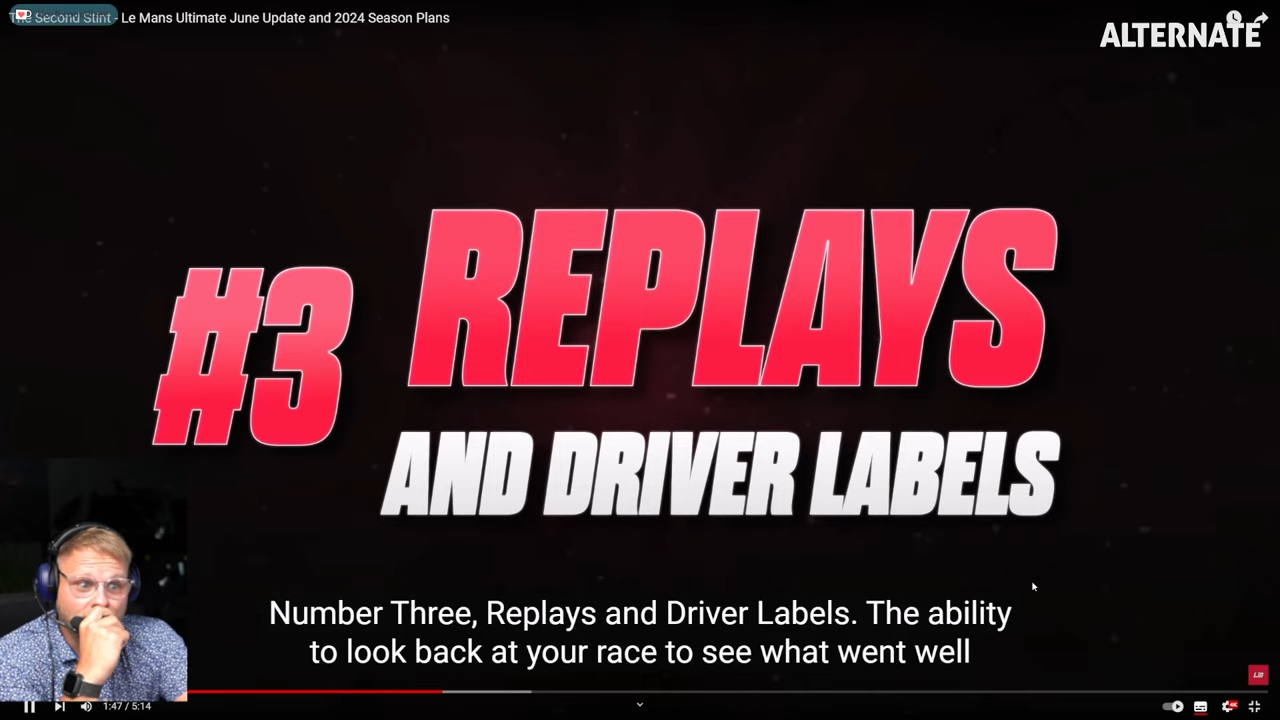 The Second Stint - Le Mans Ultimate June Update and 2024 Season Plans
ALTERNATE
#3 REPLAYS
AND DRIVER LABELS
Number Three, Replays and Driver Labels. The ability
to look back at your race to see what went well
1:47 / 5:14